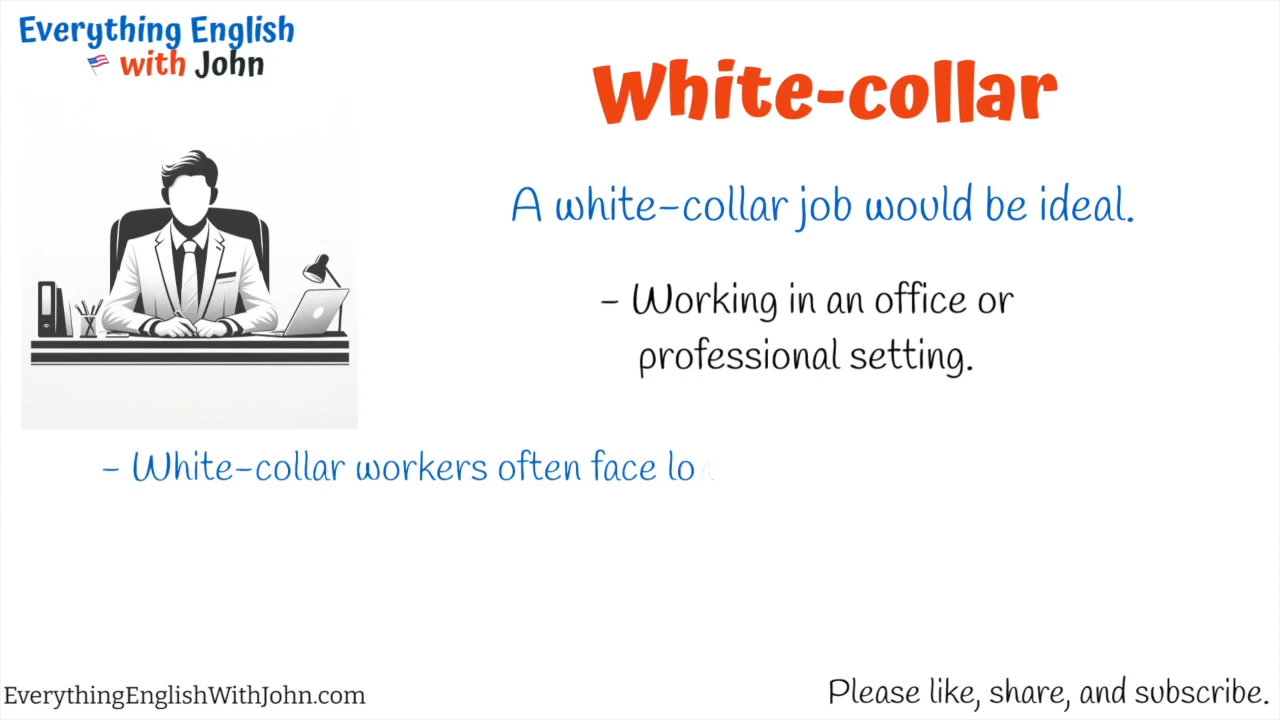 Everything English
with John
White-collar
A white-collar job would be ideal.
- Working in an office or
professional setting.
- White-collar workers often face
EverythingEnglishWithJohn.com
Please like, share, and subscribe.